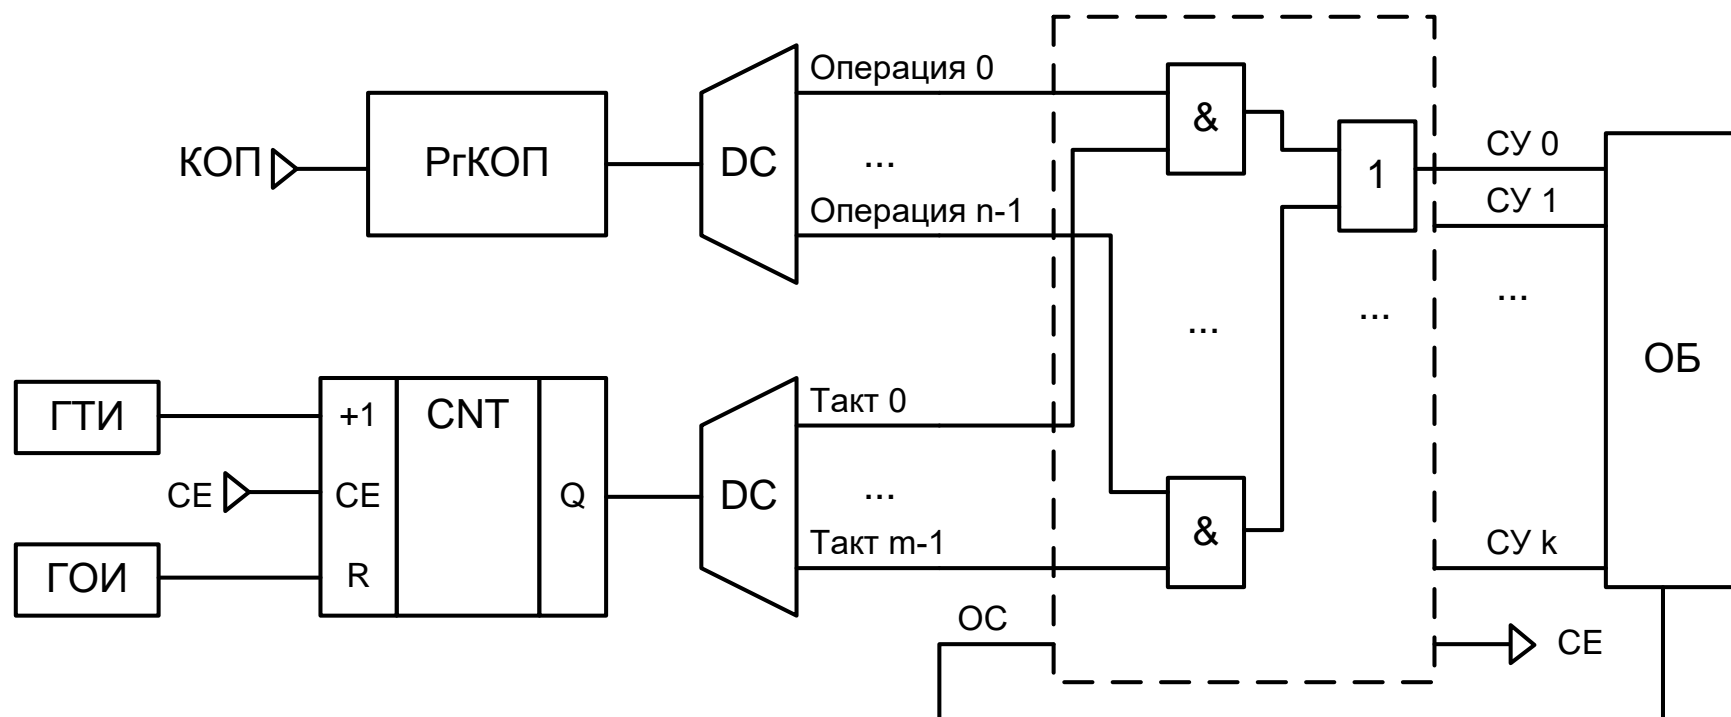 Операция 0
&
КОП
РгКОП
DC
...
1
СУ 0
СУ 1
Операция n-1
...
...
...
ОБ
ГТИ
+1
CNT
Такт 0
CE
CE
Q
DC
...
&
Такт m-1
СУ k
ГОИ
R
ОС
CE